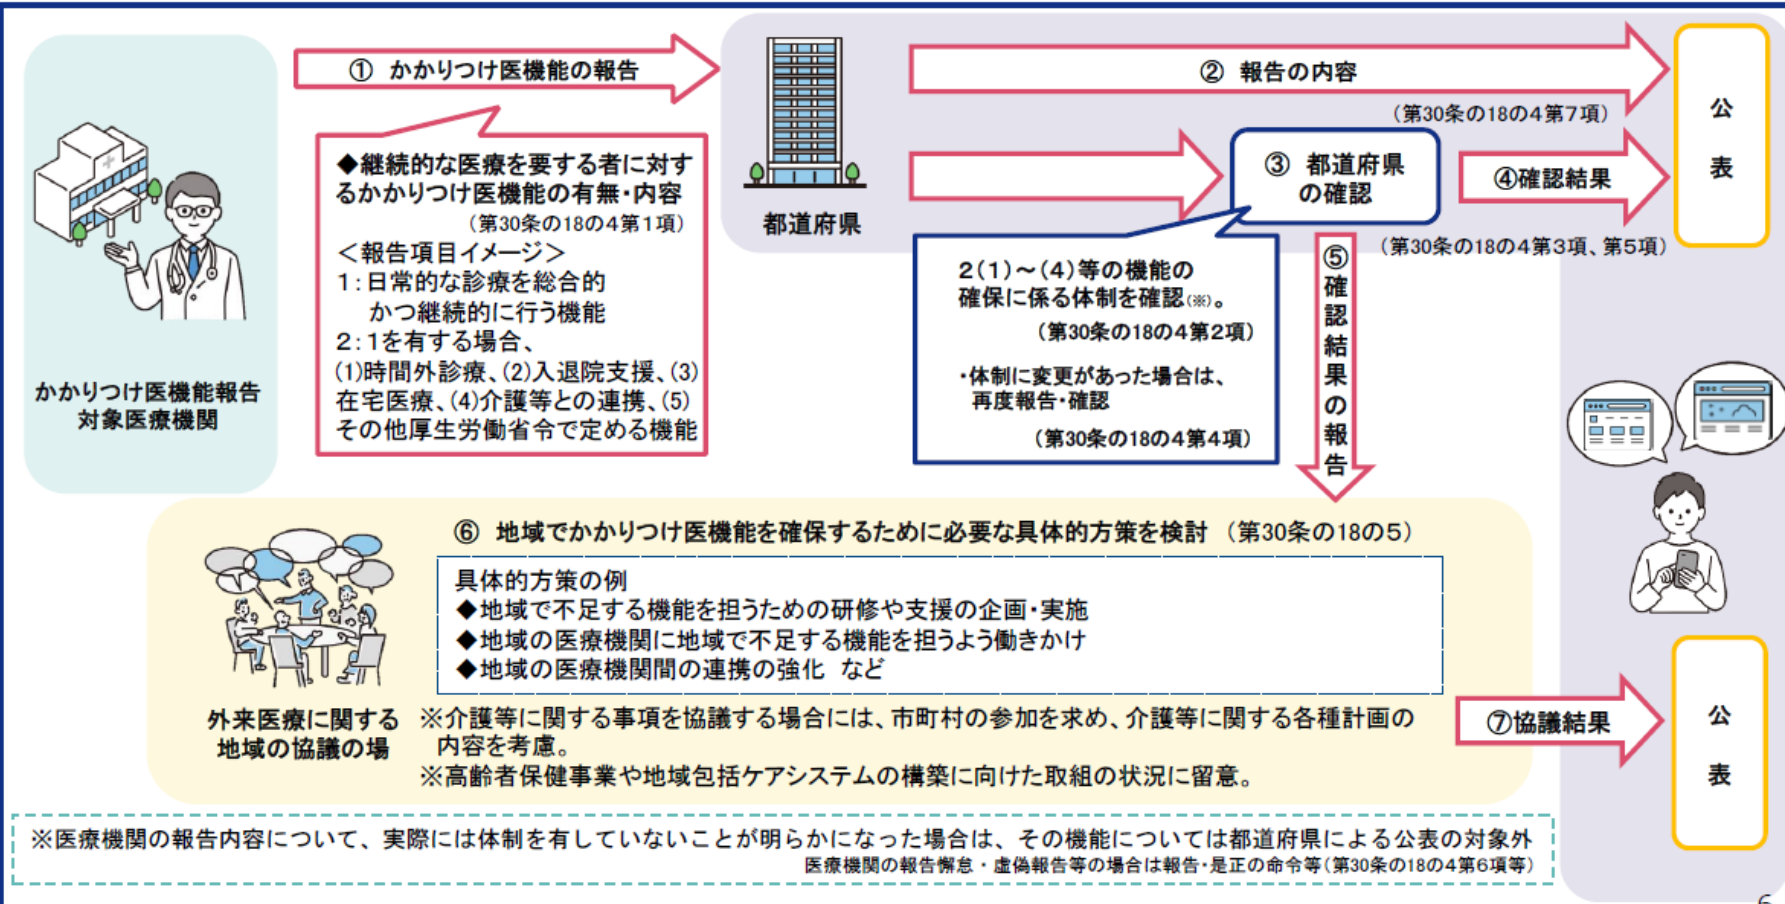 ① かかりつけ医機能の報告
◆継続的な医療を要する者に対す
るかかりつけ医機能の有無・内容
(第30条の18の4第1項)
＜報告項目イメージ＞
1:日常的な診療を総合的
かつ継続的に行う機能
2:1を有する場合、
(1)時間外診療、(2)入退院支援、(3)
在宅医療、(4)介護等との連携、(5)
その他厚生労働省令で定める機能
かかりつけ医機能報告
対象医療機関
都道府県
② 報告の内容
(第30条の18の4第7項)
③ 都道府県
の確認
④確認結果
(第30条の18の4第3項、第5項)
公
表
2(1)～(4)等の機能の
確保に係る体制を確認(※)。
(第30条の18の4第2項)
・体制に変更があった場合は、
再度報告・確認
(第30条の18の4第4項)
⑤確認結果の報告
⑥ 地域でかかりつけ医機能を確保するために必要な具体的方策を検討 (第30条の18の5)
具体的方策の例
◆地域で不足する機能を担うための研修や支援の企画・実施
◆地域の医療機関に地域で不足する機能を担うよう働きかけ
◆地域の医療機関間の連携の強化 など
外来医療に関する
地域の協議の場
※介護等に関する事項を協議する場合には、市町村の参加を求め、介護等に関する各種計画の
内容を考慮。
※高齢者保健事業や地域包括ケアシステムの構築に向けた取組の状況に留意。
⑦協議結果
公
表
※医療機関の報告内容について、実際には体制を有していないことが明らかになった場合は、その機能については都道府県による公表の対象外
医療機関の報告懈怠・虚偽報告等の場合は報告・是正の命令等(第30条の18の4第6項等)